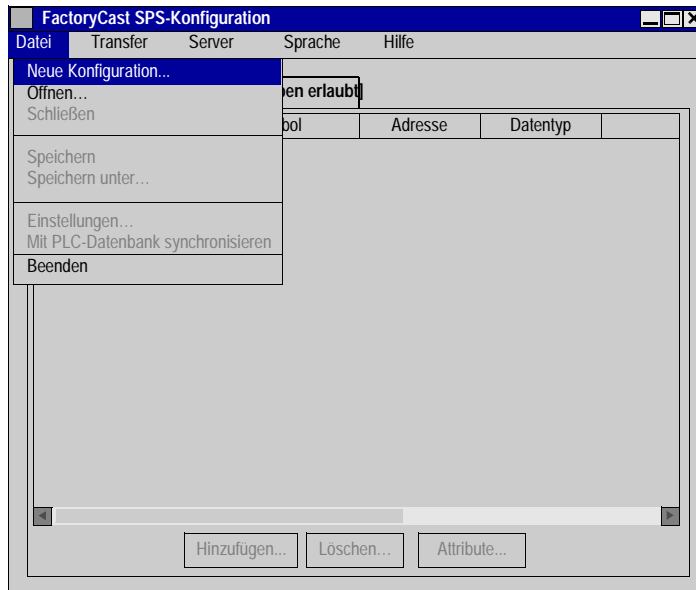 FactoryCast SPS-Konfiguration
Datei Transfer Server Sprache Hilfe
Neue Konfiguration...
Öffnen...
Schließen
Speichern
Speichern unter...
Einstellungen...
Mit PLC-Datenbank synchronisieren
Beenden
ben erlaubt]
bol Adresse Datentyp
Hinzufügen... Löschen... Attribute...